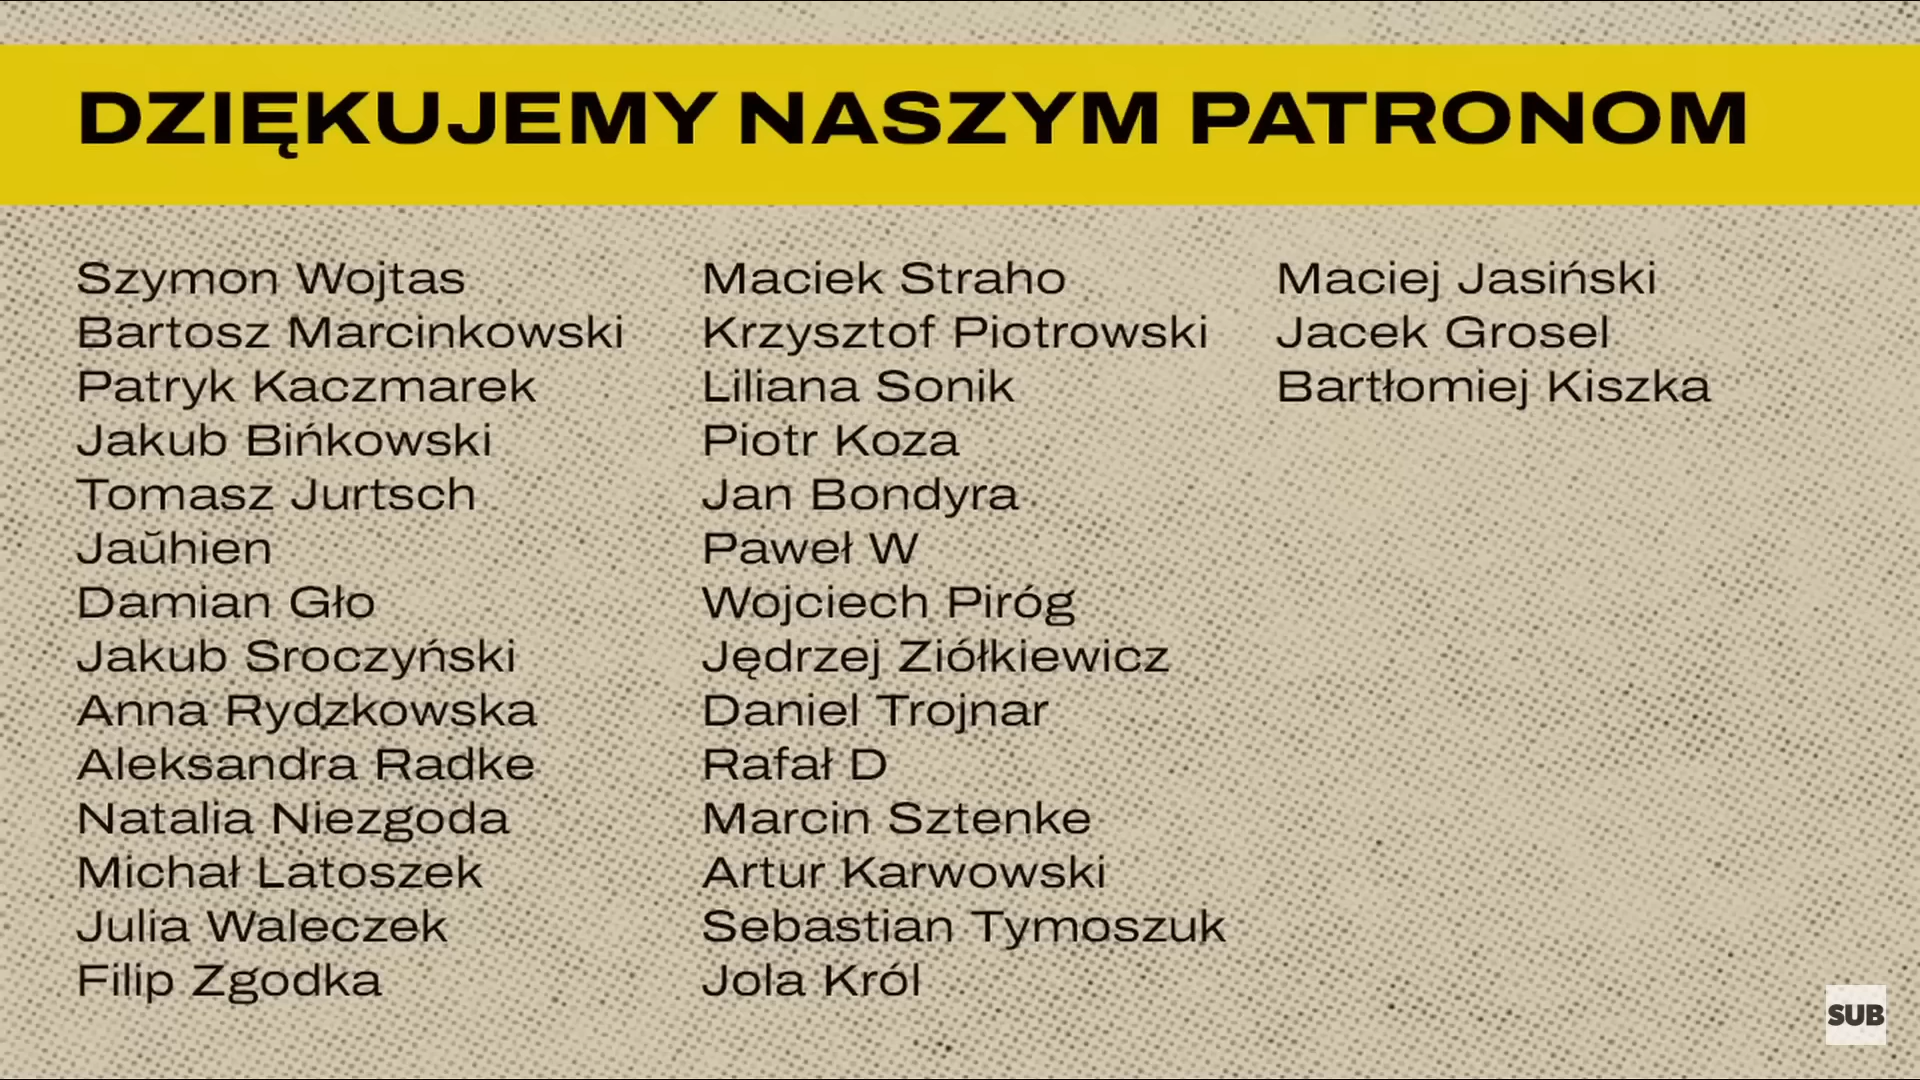 DZIĘKUJEMY NASZYM PATRONOM
Szymon Wojtas
Bartosz Marcinkowski
Patryk Kaczmarek
Jakub Bińkowski
Tomasz Jurtsch
Jaŭhien
Damian Gło
Jakub Sroczyński
Anna Rydzkowska
Aleksandra Radke
Natalia Niezgoda
Michał Latoszek
Julia Waleczek
Filip Zgodka
Maciek Straho
Krzysztof Piotrowski
Liliana Sonik
Piotr Koza
Jan Bondyra
Paweł W
Wojciech Piróg
Jędrzej Ziółkiewicz
Daniel Trojnar
Rafał D
Marcin Sztenke
Artur Karwowski
Sebastian Tymoszuk
Jola Król
Maciej Jasiński
Jacek Grosel
Bartłomiej Kiszka
SUB